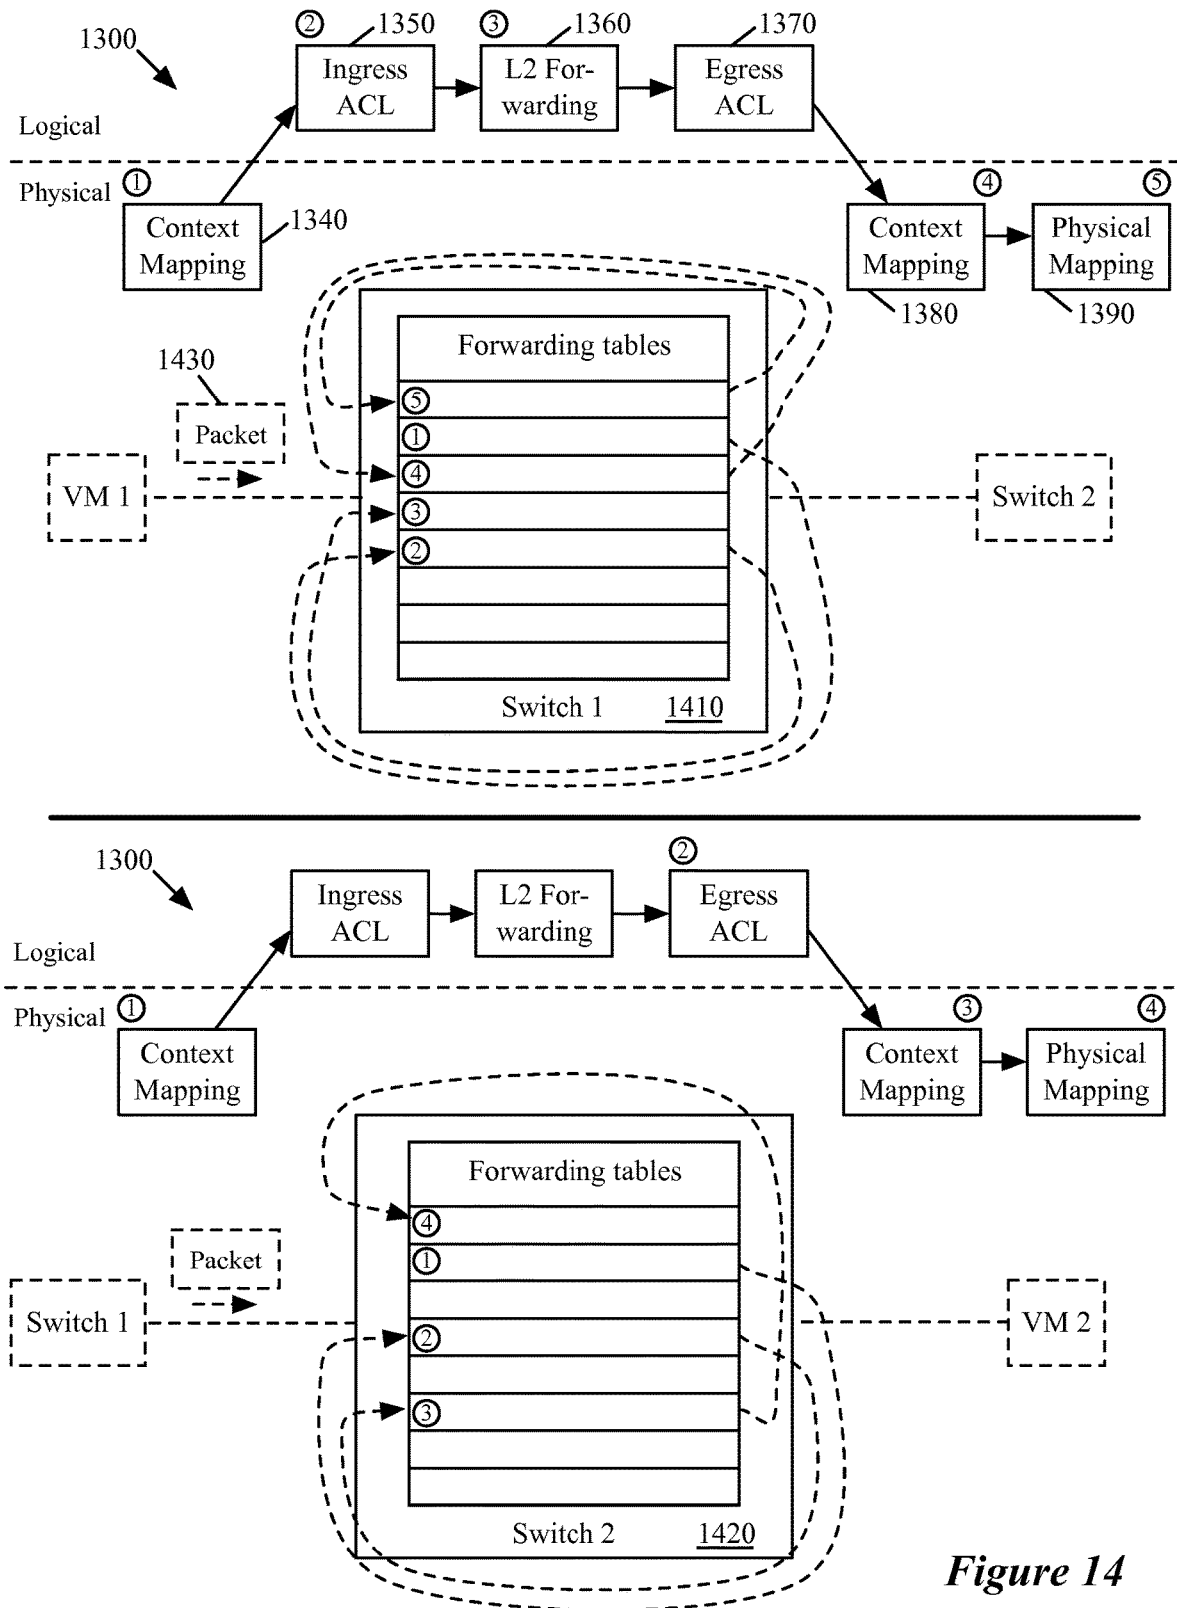 ② 1350 ③ 1360 1370
1300
Ingress
ACL
L2 For-
warding
Egress
ACL
Logical
Physical
①
Context
Mapping
1340
④
Context
Mapping
1380
⑤
Physical
Mapping
1390
Forwarding tables
⑤
①
④
③
②
1430
Packet
VM 1
Switch 2
Switch 1 1410
1300
②
Ingress
ACL
L2 For-
warding
Egress
ACL
Logical
Physical
①
Context
Mapping
③
Context
Mapping
④
Physical
Mapping
Forwarding tables
④
①
②
③
Packet
Switch 1
VM 2
Switch 2 1420
Figure 14